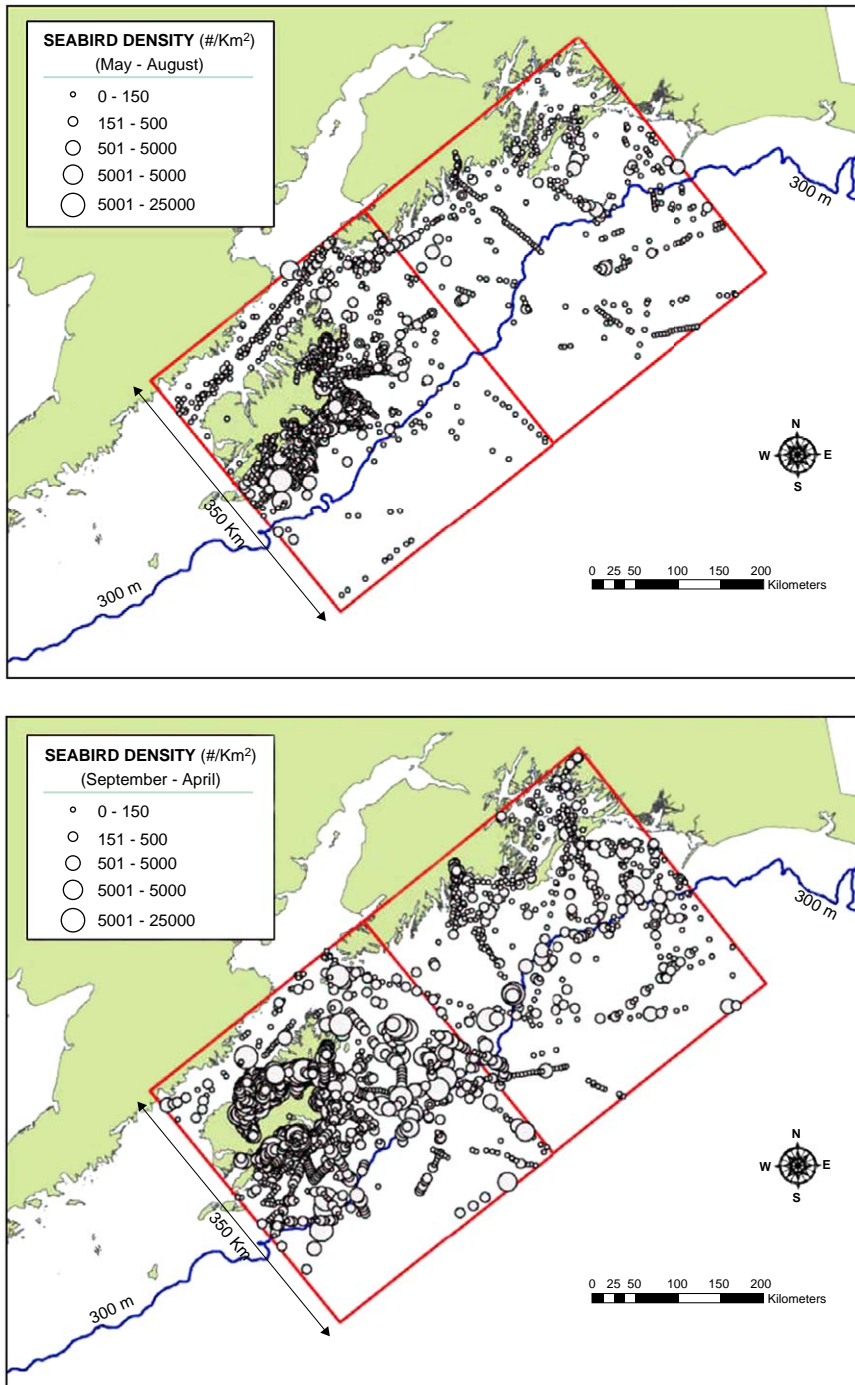 SEABIRD DENSITY (#/Km²)
(May - August)
0 - 150
151 - 500
501 - 5000
5001 - 5000
5001 - 25000
300 m
350 Km
300 m
N
W E
S
0 25 50 100 150 200
Kilometers
SEABIRD DENSITY (#/Km²)
(September - April)
0 - 150
151 - 500
501 - 5000
5001 - 5000
5001 - 25000
300 m
350 Km
300 m
N
W E
S
0 25 50 100 150 200
Kilometers